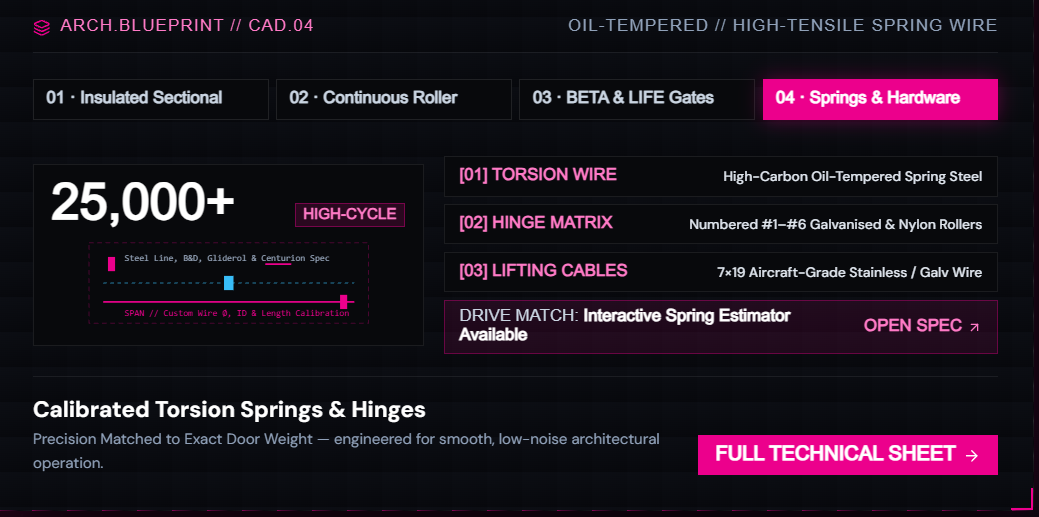 ARCH.BLUEPRINT // CAD.04
OIL-TEMPERED // HIGH-TENSILE SPRING WIRE
01 · Insulated Sectional
02 · Continuous Roller
03 · BETA & LIFE Gates
04 · Springs & Hardware
25,000+
HIGH-CYCLE
Steel Line, B&D, Gliderol & Centurion Spec
SPAN // Custom Wire Ø, ID & Length Calibration
[01] TORSION WIRE
High-Carbon Oil-Tempered Spring Steel
[02] HINGE MATRIX
Numbered #1–#6 Galvanised & Nylon Rollers
[03] LIFTING CABLES
7×19 Aircraft-Grade Stainless / Galv Wire
DRIVE MATCH: Interactive Spring Estimator
Available
OPEN SPEC ↗
Calibrated Torsion Springs & Hinges
Precision Matched to Exact Door Weight — engineered for smooth, low-noise architectural
operation.
FULL TECHNICAL SHEET →